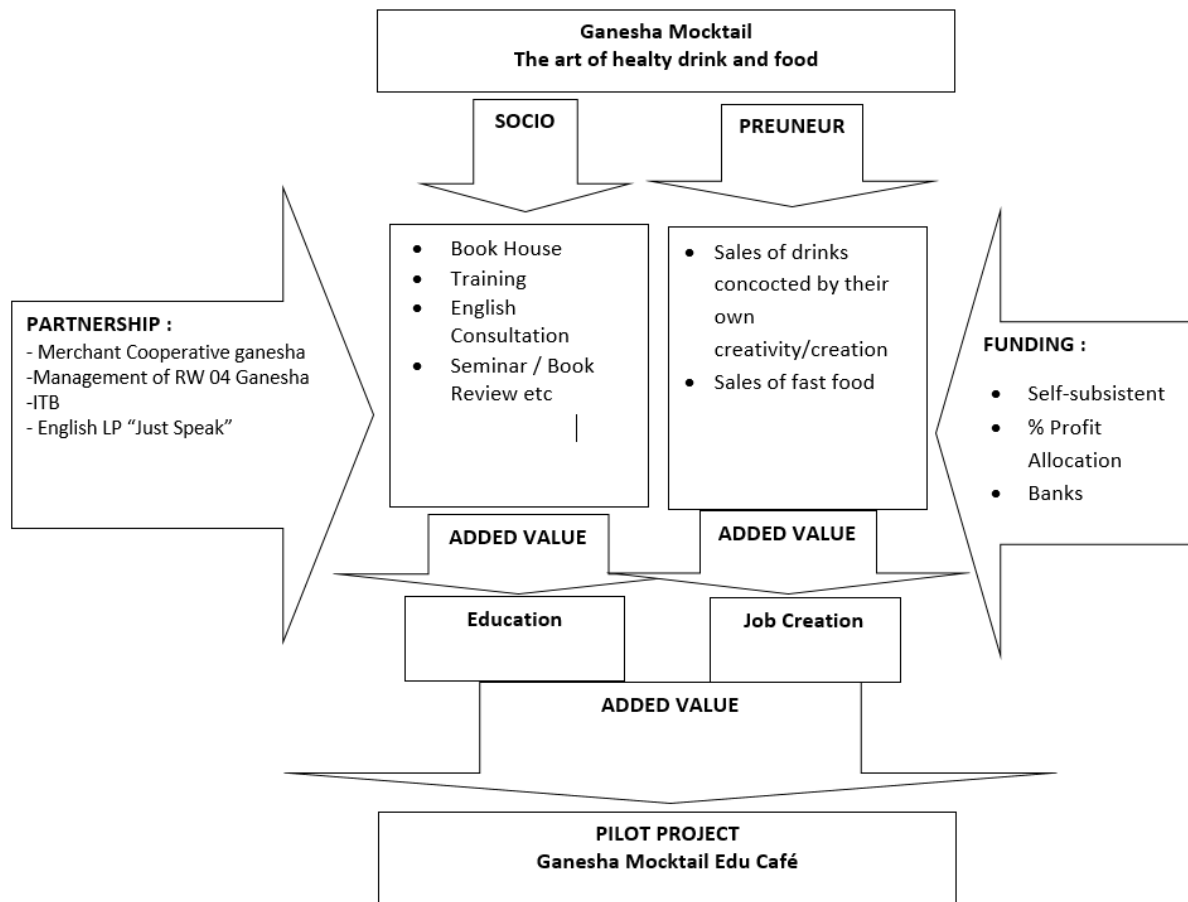 Ganesha Mocktail
The art of healty drink and food
SOCIO
PREUNEUR
PARTNERSHIP :
- Merchant Cooperative ganesha
-Management of RW 04 Ganesha
-ITB
- English LP “Just Speak”
• Book House
• Training
• English
Consultation
• Seminar / Book
Review etc
• Sales of drinks
concocted by their
own
creativity/creation
• Sales of fast food
FUNDING :
• Self-subsistent
• % Profit
Allocation
• Banks
ADDED VALUE
ADDED VALUE
Education
Job Creation
ADDED VALUE
PILOT PROJECT
Ganesha Mocktail Edu Café